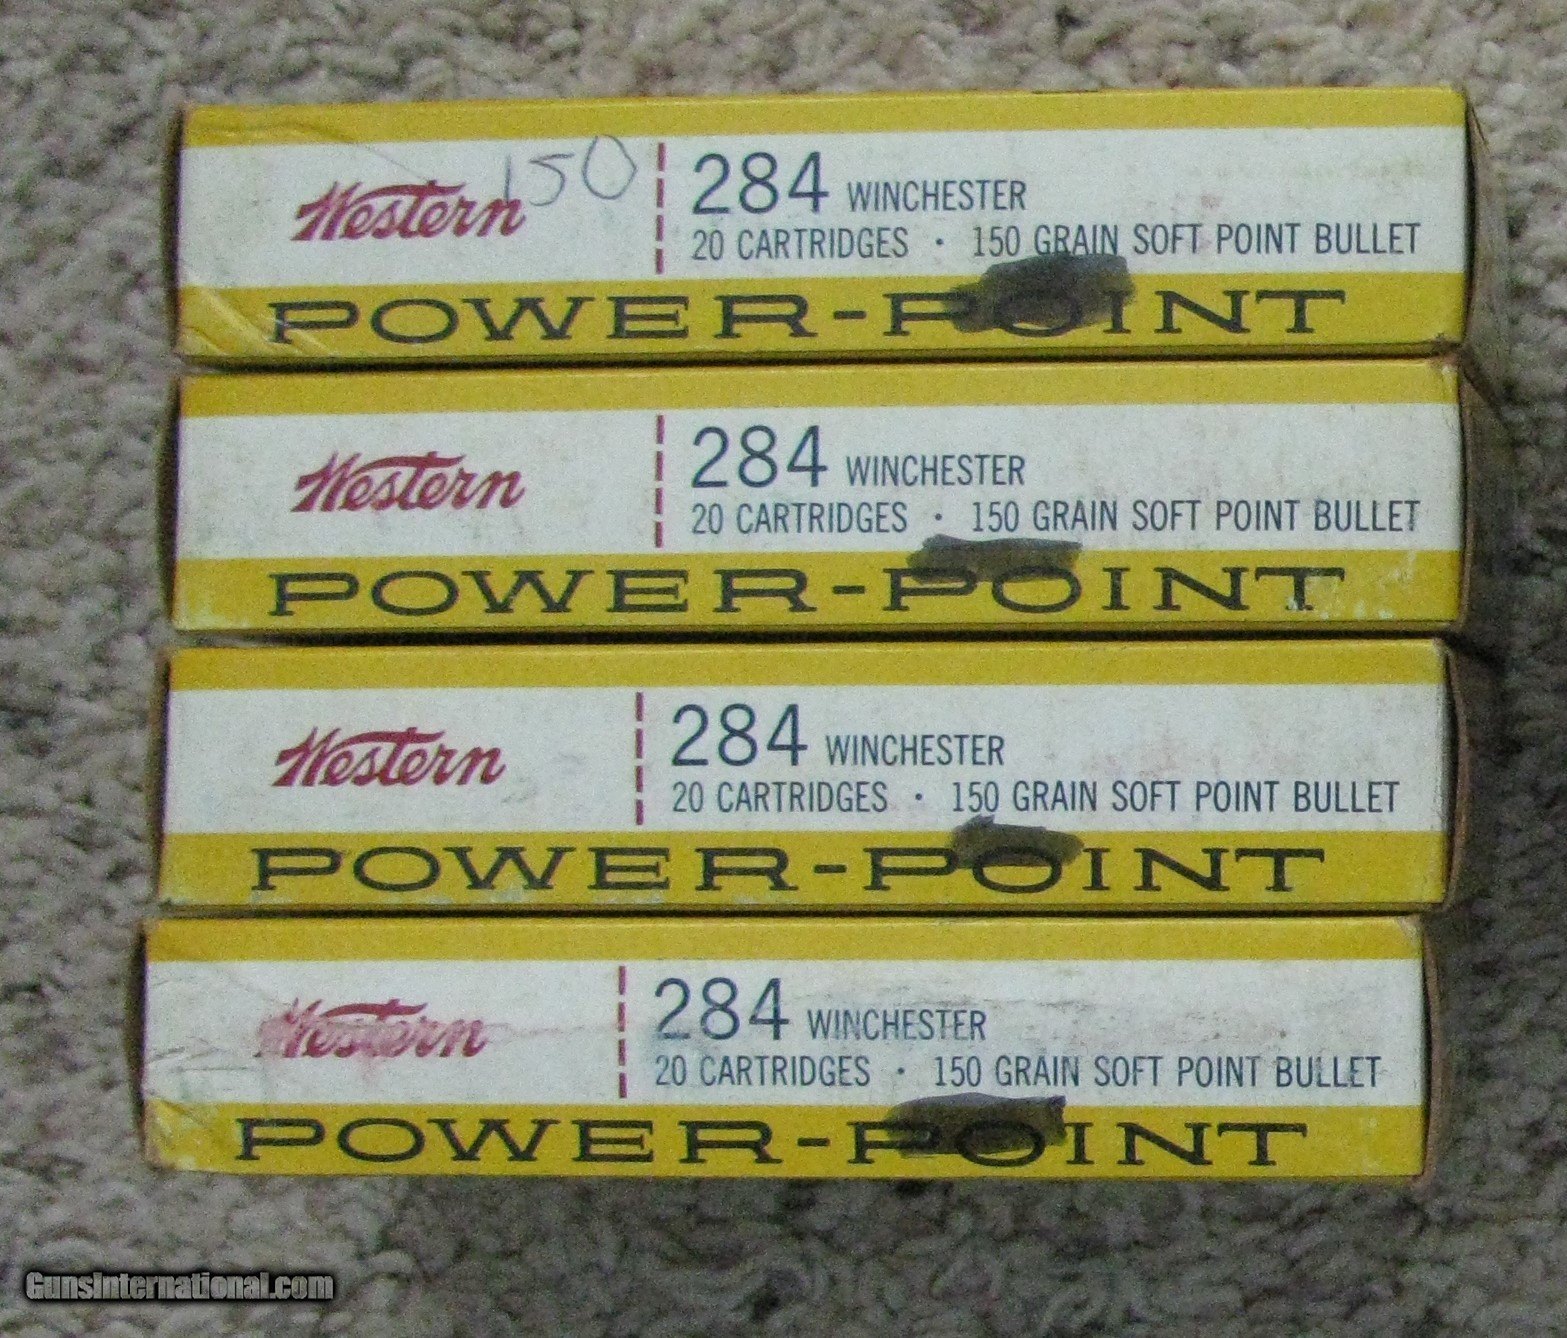 Western 150
284 WINCHESTER
20 CARTRIDGES · 150 GRAIN SOFT POINT BULLET
POWER-POINT
Western
284 WINCHESTER
20 CARTRIDGES · 150 GRAIN SOFT POINT BULLET
POWER-POINT
Western
284 WINCHESTER
20 CARTRIDGES · 150 GRAIN SOFT POINT BULLET
POWER-POINT
Western
284 WINCHESTER
20 CARTRIDGES · 150 GRAIN SOFT POINT BULLET
POWER-POINT
GunsInternational.com